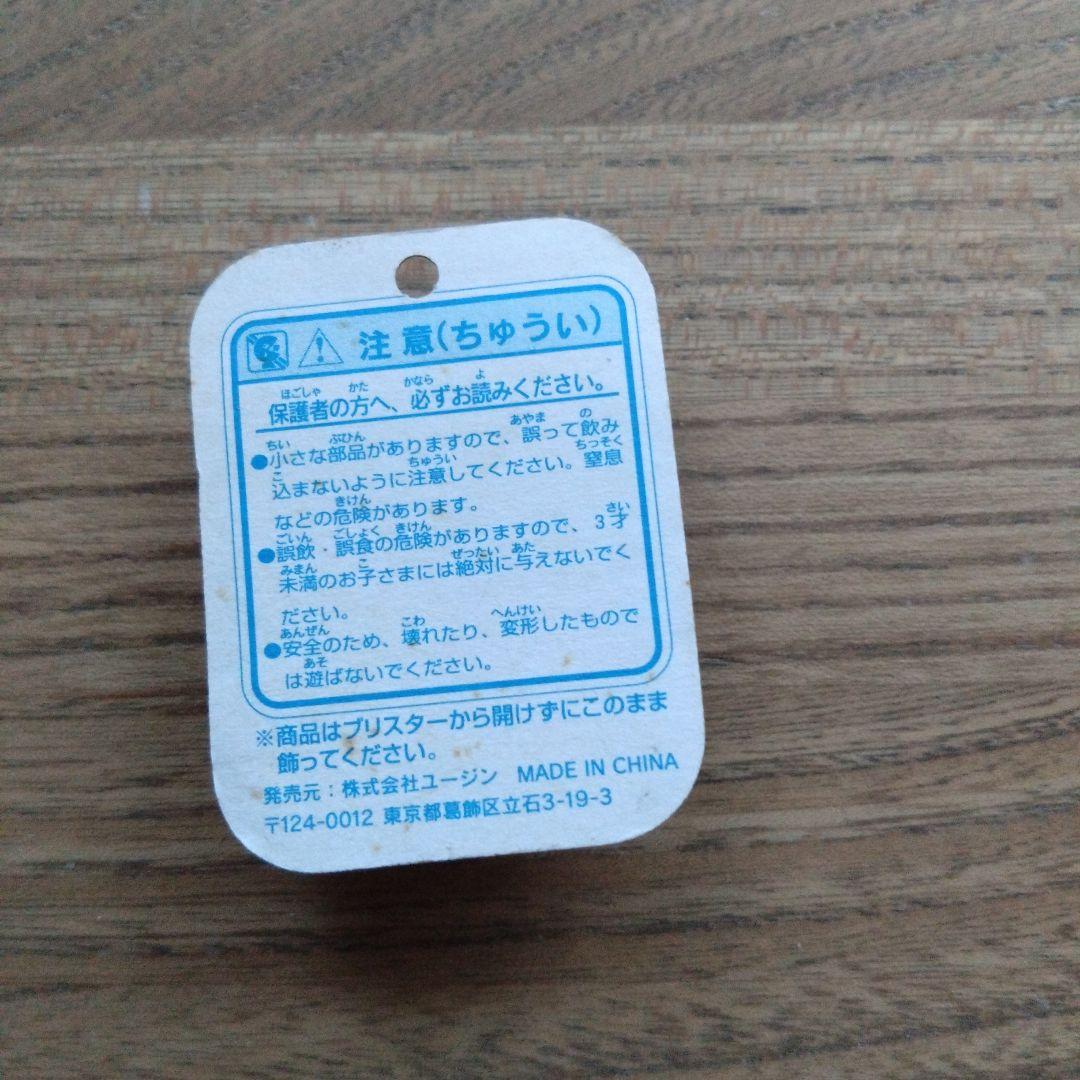 注意(ちゅうい)
保護者の方へ、必ずお読みください。
●小さな部品がありますので、誤って飲み
込まないように注意してください。窒息
などの危険があります。
●誤飲・誤食の危険がありますので、3才
未満のお子さまには絶対に与えないでく
ださい。
●安全のため、壊れたり、変形したもので
は遊ばないでください。
※商品はブリスターから開けずにこのまま
飾ってください。
発売元:株式会社ユージン MADE IN CHINA
〒124-0012 東京都葛飾区立石3-19-3